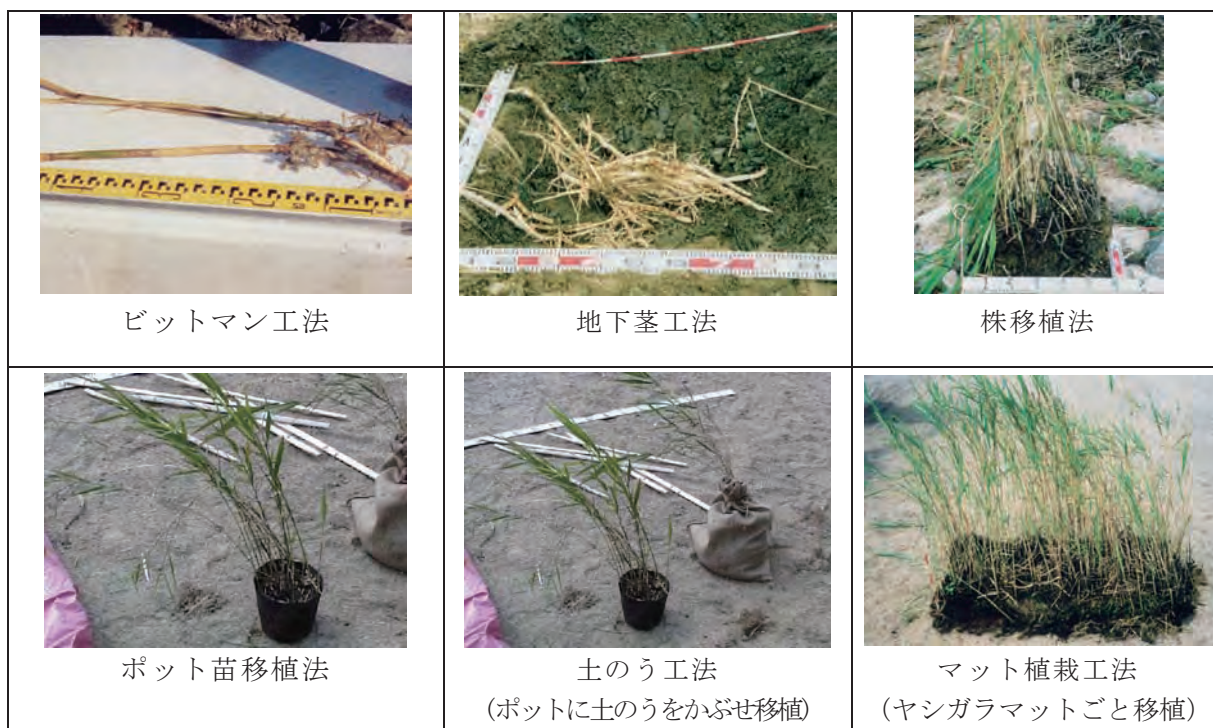 ビットマン工法
地下茎工法
株移植法
ポット苗移植法
土のう工法
(ポットに土のうをかぶせ移植)
マット植栽工法
(ヤシガラマットごと移植)